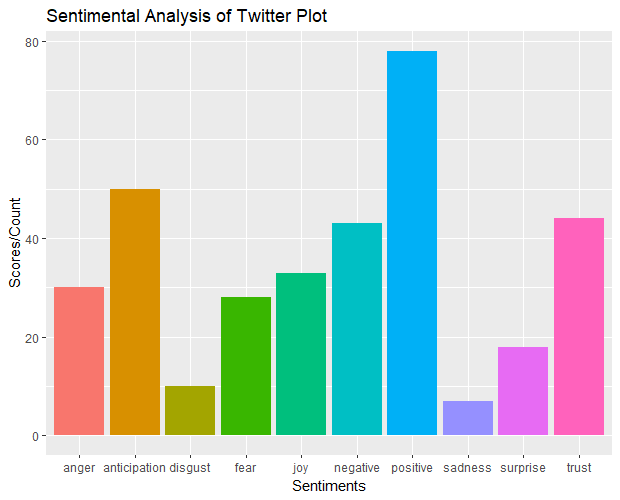 Sentimental Analysis of Twitter Plot
80
60
40
20
0
Scores/Count
anger anticipation disgust fear joy negative positive sadness surprise trust
Sentiments